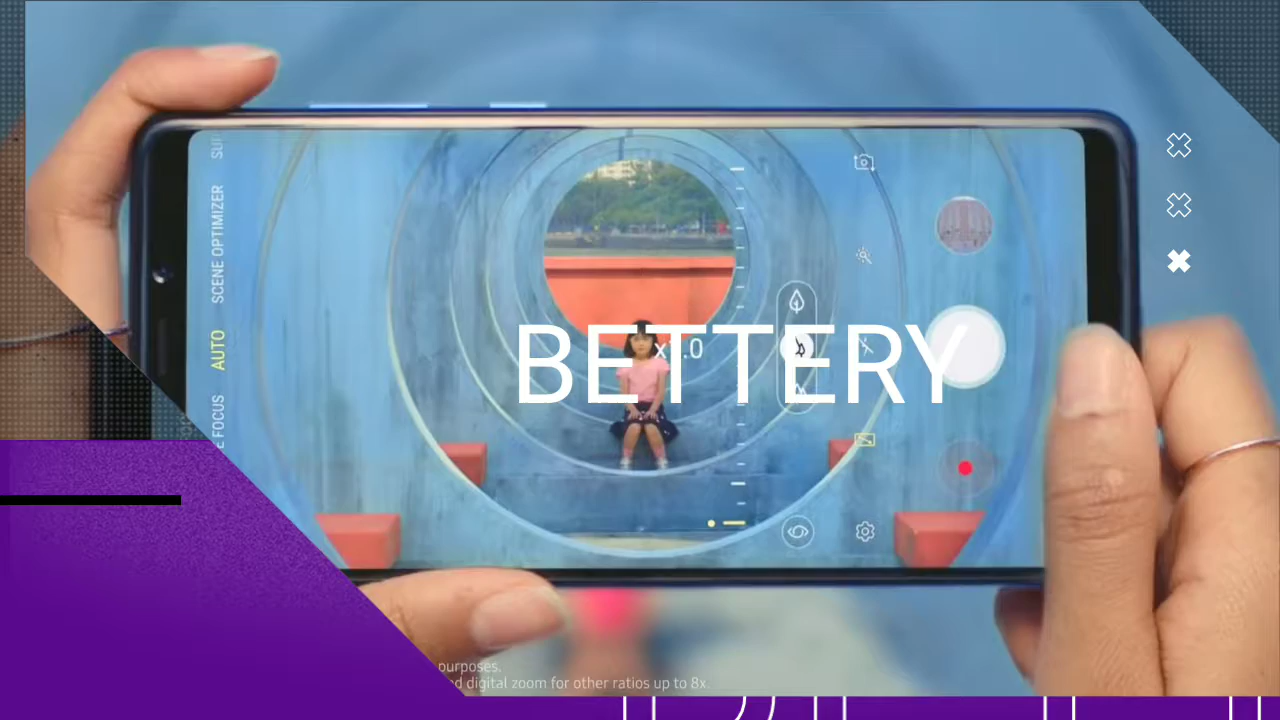 SCENE OPTIMIZER
AUTO
FOCUS
x1.0
BETTERY
purposes.
digital zoom for other ratios up to 8x.